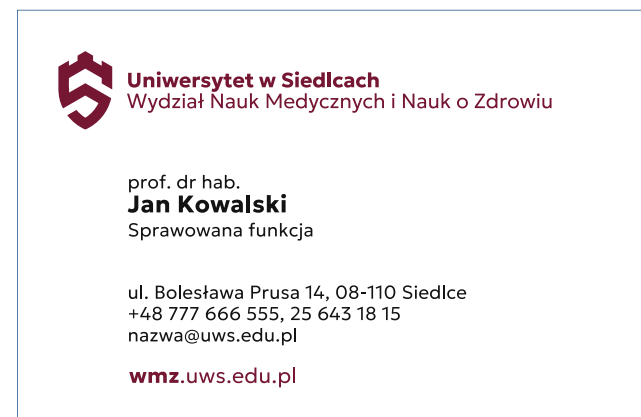 Uniwersytet w Siedlcach
Wydział Nauk Medycznych i Nauk o Zdrowiu
prof. dr hab.
Jan Kowalski
Sprawowana funkcja
ul. Bolesława Prusa 14, 08-110 Siedlce
+48 777 666 555, 25 643 18 15
nazwa@uws.edu.pl
wmz.uws.edu.pl